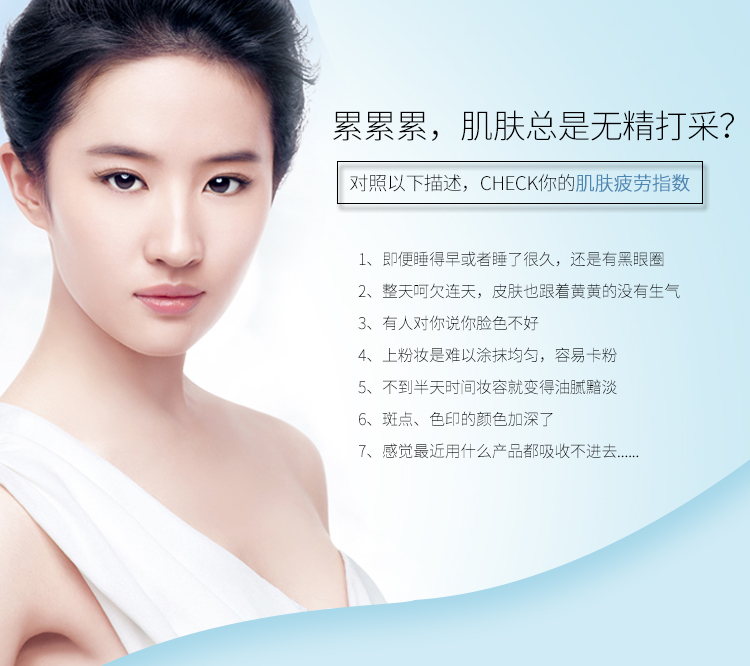 累累累，肌肤总是无精打采？
对照以下描述，CHECK你的肌肤疲劳指数
1、即便睡得早或者睡了很久，还是有黑眼圈
2、整天呵欠连天，皮肤也跟着黄黄的没有生气
3、有人对你说你脸色不好
4、上粉妆是难以涂抹均匀，容易卡粉
5、不到半天时间妆容就变得油腻黯淡
6、斑点、色印的颜色加深了
7、感觉最近用什么产品都吸收不进去......